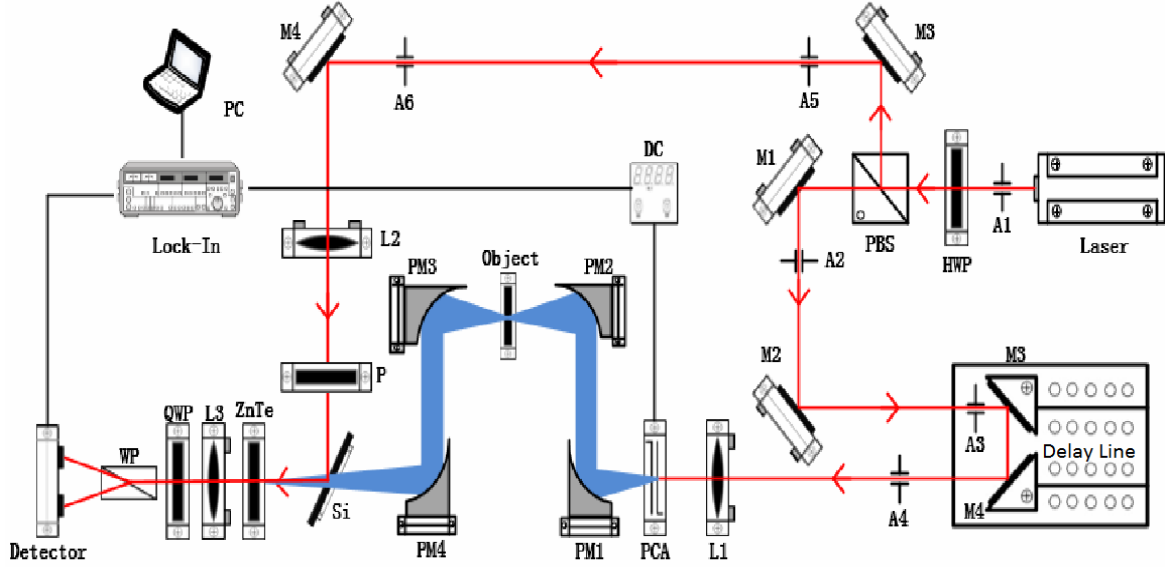 M4
M3
PC
A6
A5
DC
M1
8888
Lock-In
L2
A2
PBS
HWP
A1
Laser
PM3
Object
PM2
P
M2
M3
QWP
L3
ZnTe
A3
WP
Delay Line
Si
A4
M4
Detector
PM4
PM1
PCA
L1